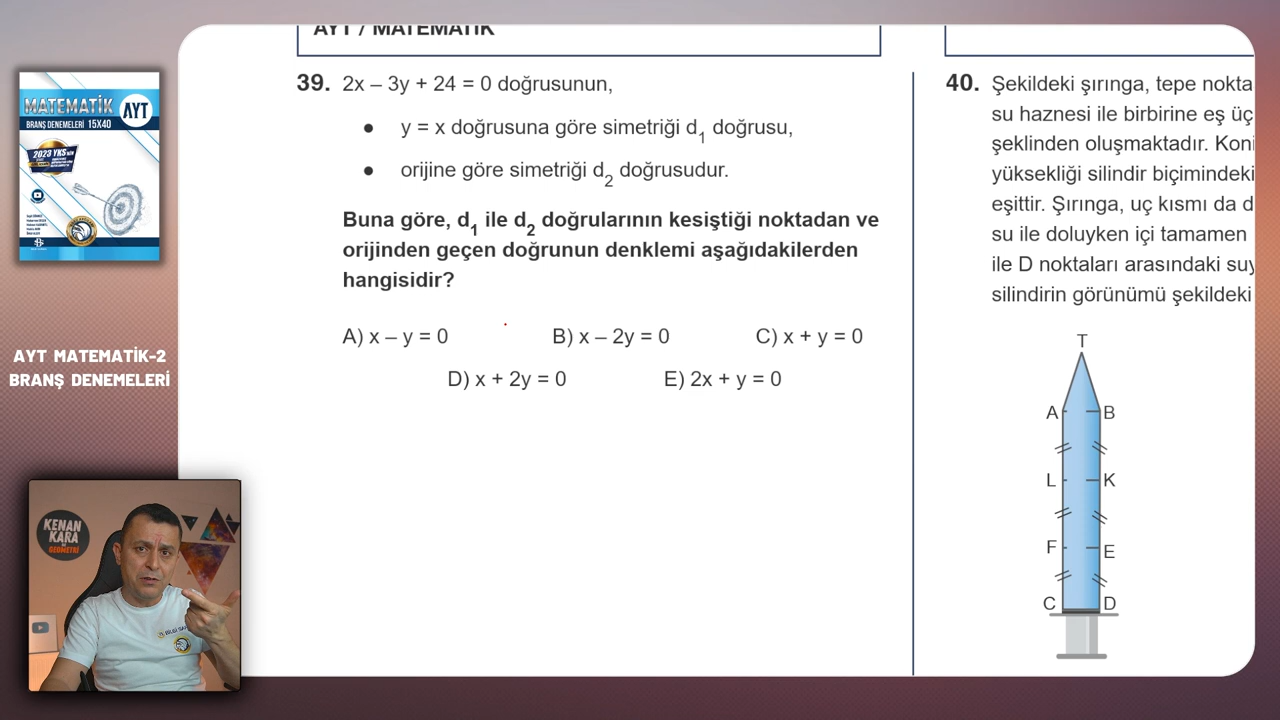 AYT / MATEMATİK
39. 2x – 3y + 24 = 0 doğrusunun,
• y = x doğrusuna göre simetriği d1 doğrusu,
• orijine göre simetriği d2 doğrusudur.
Buna göre, d1 ile d2 doğrularının kesiştiği noktadan ve
orijinden geçen doğrunun denklemi aşağıdakilerden
hangisidir?
A) x – y = 0 B) x – 2y = 0 C) x + y = 0
D) x + 2y = 0 E) 2x + y = 0
40. Şekildeki şırınga, tepe nokta
su haznesi ile birbirine eş üç
şeklinden oluşmaktadır. Koni
yüksekliği silindir biçimindeki
eşittir. Şırınga, uç kısmı da d
su ile doluyken içi tamamen
ile D noktaları arasındaki suy
silindirin görünümü şekildeki
T
A B
L K
F E
C D
MATEMATİK AYT
BRANŞ DENEMELERİ 15X40
2023 YKS'NİN
AYT MATEMATİK-2
BRANŞ DENEMELERİ
KENAN
KARA
GEOMETRİ